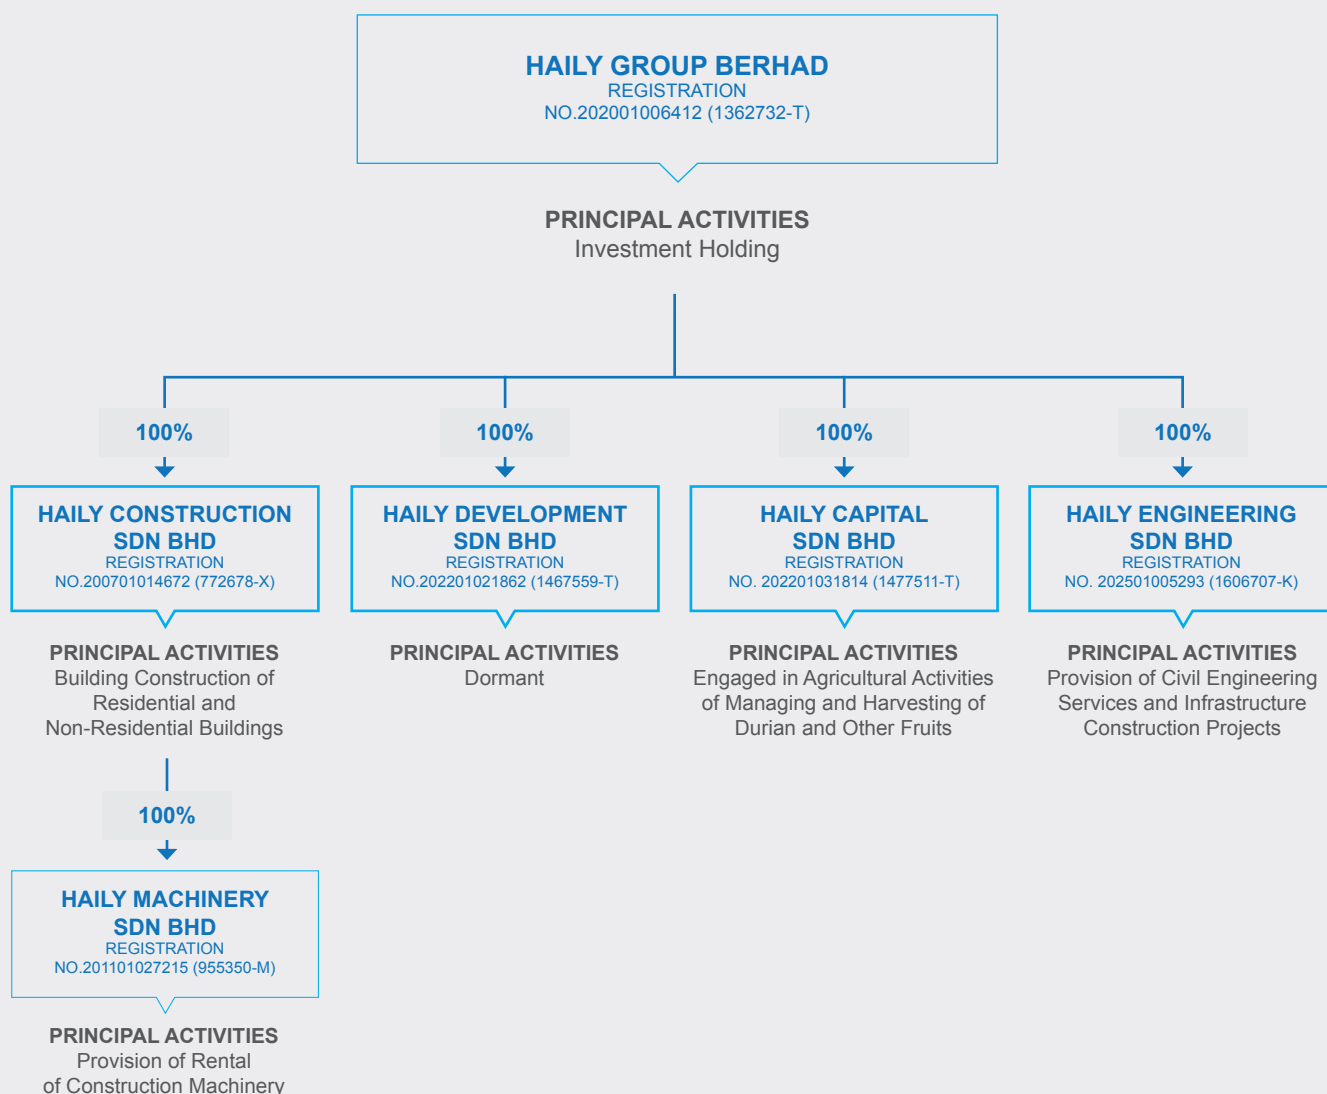 HAILY GROUP BERHAD
REGISTRATION
NO.202001006412 (1362732-T)
PRINCIPAL ACTIVITIES
Investment Holding
100%
100%
100%
100%
HAILY CONSTRUCTION
SDN BHD
REGISTRATION
NO.200701014672 (772678-X)
PRINCIPAL ACTIVITIES
Building Construction of
Residential and
Non-Residential Buildings
HAILY DEVELOPMENT
SDN BHD
REGISTRATION
NO.202201021862 (1467559-T)
PRINCIPAL ACTIVITIES
Dormant
HAILY CAPITAL
SDN BHD
REGISTRATION
NO. 202201031814 (1477511-T)
PRINCIPAL ACTIVITIES
Engaged in Agricultural Activities
of Managing and Harvesting of
Durian and Other Fruits
HAILY ENGINEERING
SDN BHD
REGISTRATION
NO. 202501005293 (1606707-K)
PRINCIPAL ACTIVITIES
Provision of Civil Engineering
Services and Infrastructure
Construction Projects
100%
HAILY MACHINERY
SDN BHD
REGISTRATION
NO.201101027215 (955350-M)
PRINCIPAL ACTIVITIES
Provision of Rental
of Construction Machinery